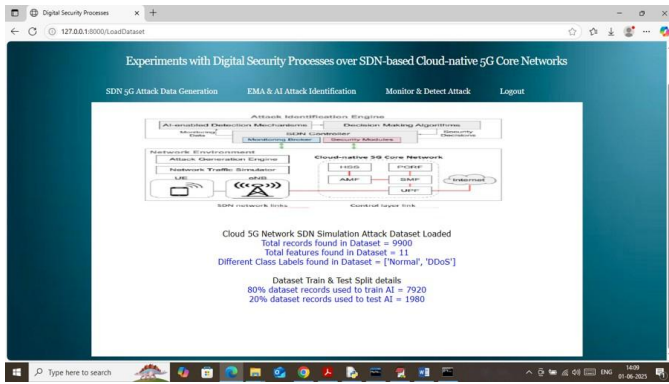 Digital Security Processes
127.0.0.1:8000/LoadDataset
Experiments with Digital Security Processes over SDN-based Cloud-native 5G Core Networks
SDN 5G Attack Data Generation EMA & AI Attack Identification Monitor & Detect Attack Logout
Attack Identification Engine
AI-enabled Detection Mechanisms Decision Making Algorithms
Monitoring Data SDN Controller Security Decisions
Monitoring Broker Security Modules
Network Environment
Attack Generation Engine Cloud-native 5G Core Network
Network Traffic Simulator HSS PCRF
UE eNB AMF SMF Internet
UPF
SDN network links Control layer link
Cloud 5G Network SDN Simulation Attack Dataset Loaded
Total records found in Dataset = 9900
Total features found in Dataset = 11
Different Class Labels found in Dataset = ['Normal', 'DDoS']
Dataset Train & Test Split details
80% dataset records used to train AI = 7920
20% dataset records used to test AI = 1980
Type here to search
ENG 14:09
01-06-2025